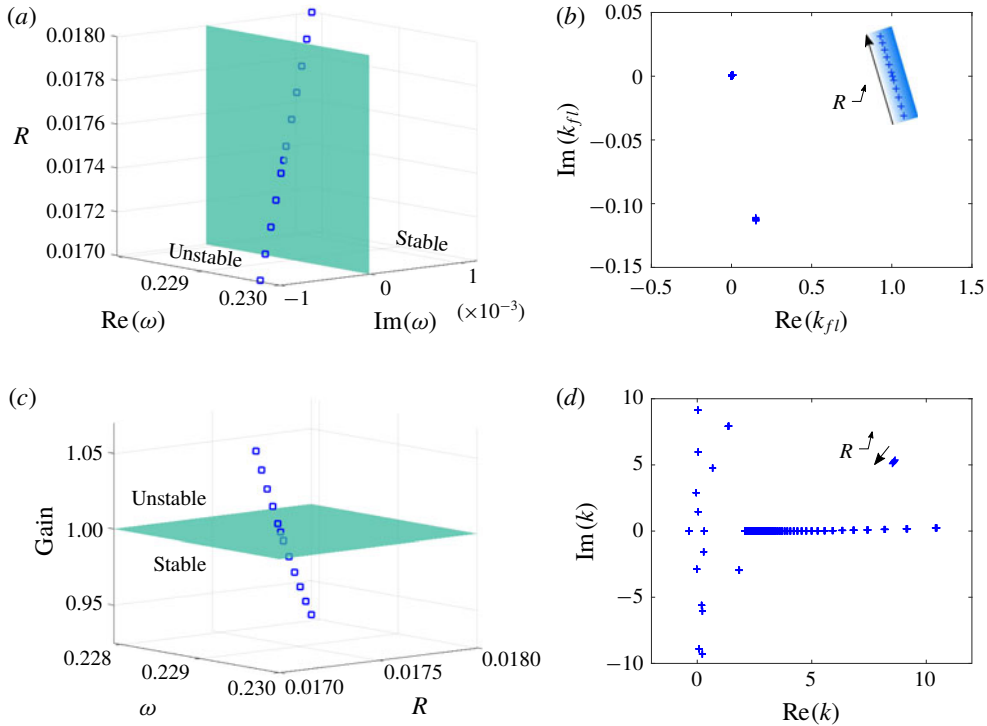 (a)
0.0180
0.0178
0.0176
R
0.0174
0.0172
0.0170
Unstable
Stable
0.229
0.230
−1
0
1
(×10⁻³)
Re(ω)
Im(ω)
(b)
0.05
0
−0.05
−0.10
−0.15
Im(k_fl)
R
−0.5
0
0.5
1.0
1.5
Re(k_fl)
(c)
1.05
Unstable
1.00
Gain
Stable
0.95
0.228
0.229
0.230
0.0170
0.0175
0.0180
ω
R
(d)
10
5
0
−5
−10
Im(k)
R
0
5
10
Re(k)